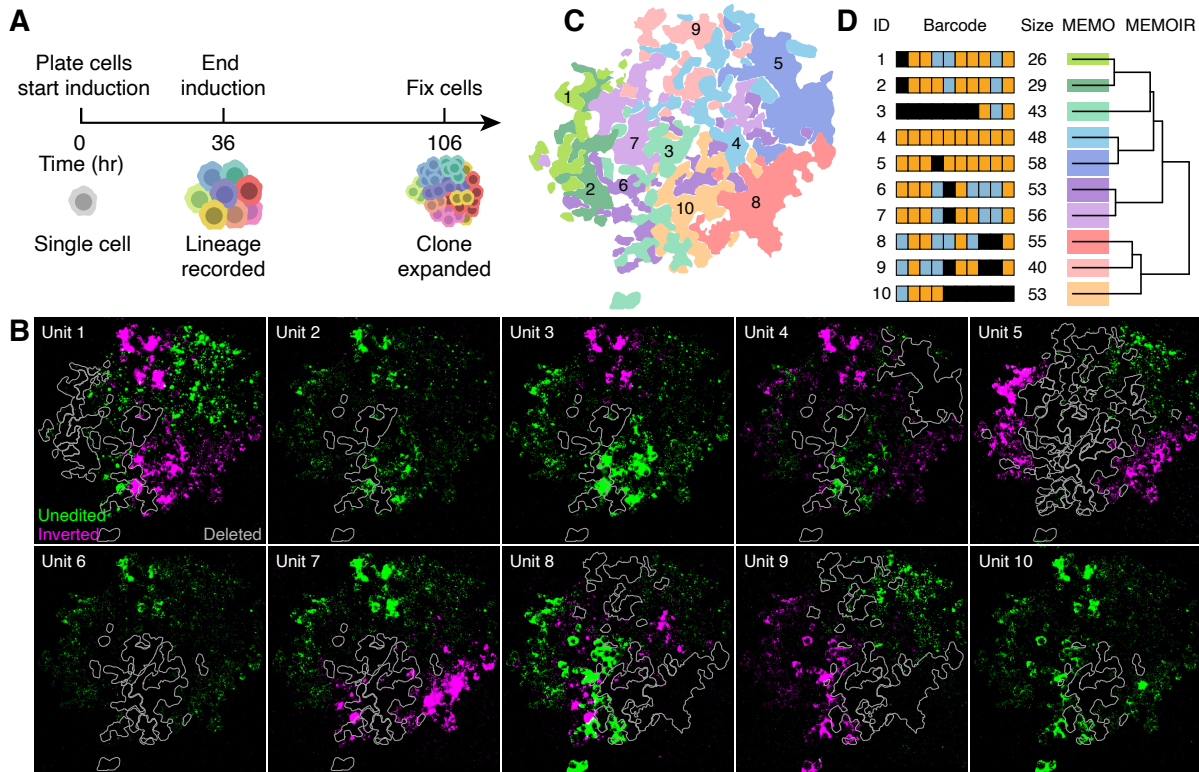 A
Plate cells
start induction
End
induction
Fix cells
0
36
106
Time (hr)
Single cell
Lineage
recorded
Clone
expanded
C
9
5
1
7
3
4
2
6
10
8
D
ID Barcode Size MEMO MEMOIR
1 26
2 29
3 43
4 48
5 58
6 53
7 56
8 55
9 40
10 53
B
Unit 1
Unedited
Inverted
Deleted
Unit 2
Unit 3
Unit 4
Unit 5
Unit 6
Unit 7
Unit 8
Unit 9
Unit 10